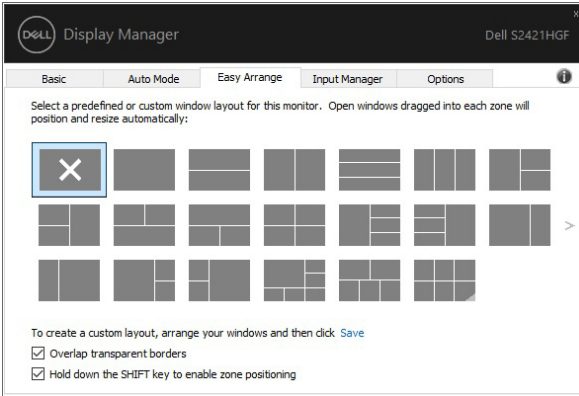 DELL Display Manager
Dell S2421HGF
Basic Auto Mode Easy Arrange Input Manager Options
Select a predefined or custom window layout for this monitor. Open windows dragged into each zone will
position and resize automatically:
To create a custom layout, arrange your windows and then click Save
Overlap transparent borders
Hold down the SHIFT key to enable zone positioning